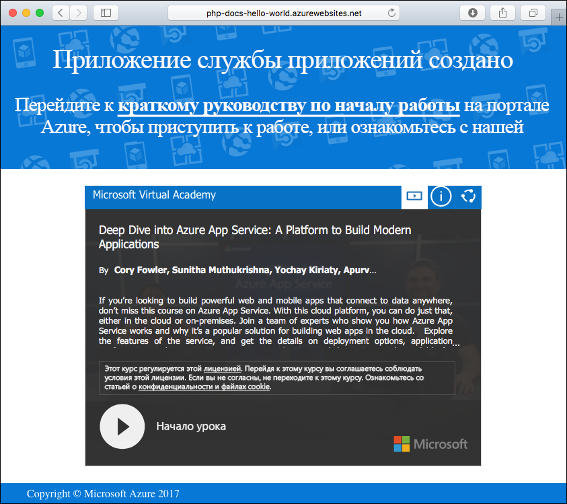 php-docs-hello-world.azurewebsites.net
Приложение службы приложений создано
Перейдите к краткому руководству по началу работы на портале
Azure, чтобы приступить к работе, или ознакомьтесь с нашей
Microsoft Virtual Academy
Deep Dive into Azure App Service: A Platform to Build Modern
Applications
By Cory Fowler, Sunitha Muthukrishna, Yochay Kiriaty, Apurv...
If you're looking to build powerful web and mobile apps that connect to data anywhere,
don't miss this course on Azure App Service. With this cloud platform, you can do just that,
either in the cloud or on-premises. Join a team of experts who show you how Azure App
Service works and why it's a popular solution for building web apps in the cloud. Explore
the features of the service, and get the details on deployment options, application...
Этот курс регулируется этой лицензией. Перейдя к этому курсу вы соглашаетесь соблюдать
условия этой лицензии. Если вы не согласны, не переходите к этому курсу. Ознакомьтесь со
статьей о конфиденциальности и файлах cookie.
Начало урока
Microsoft
Copyright © Microsoft Azure 2017